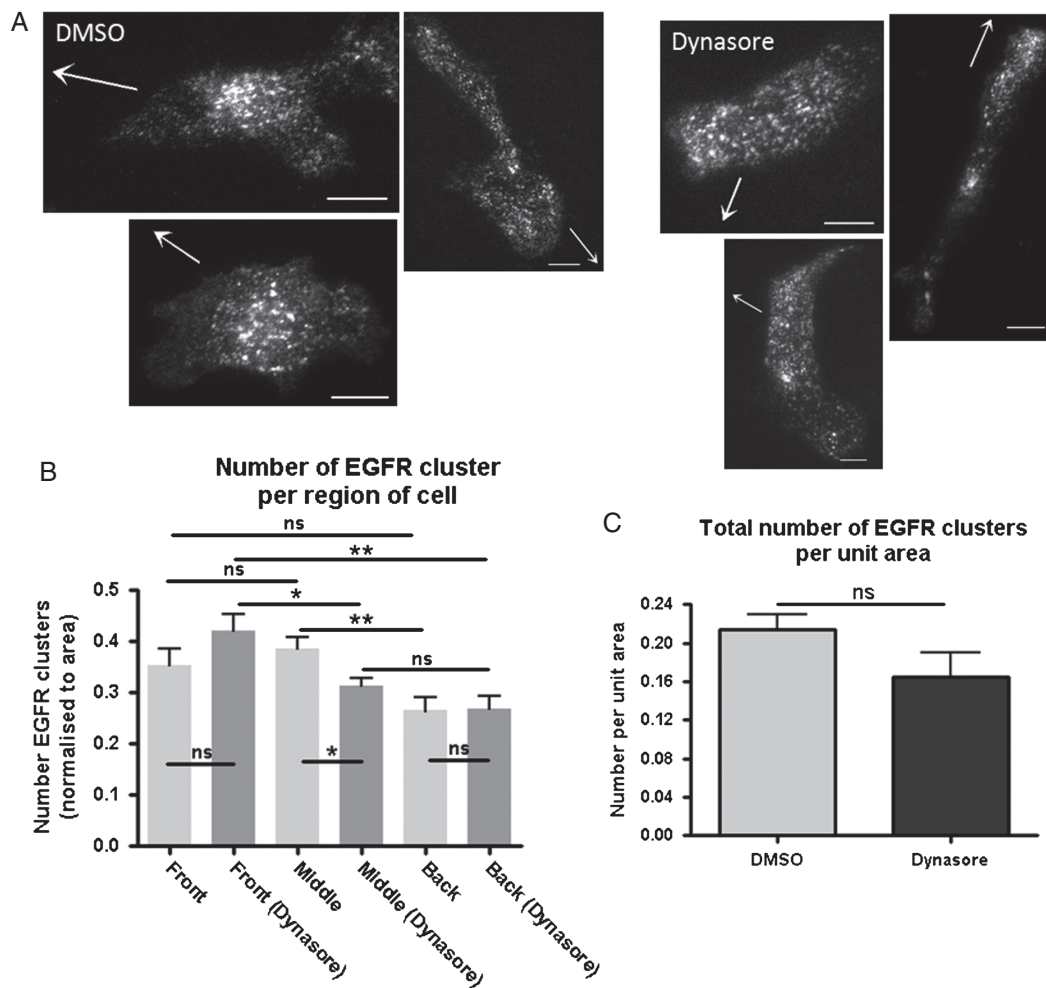 A
DMSO
Dynasore
B
Number of EGFR cluster
per region of cell
ns
**
ns
*
**
ns
ns
*
ns
Number EGFR clusters
(normalised to area)
0.5
0.4
0.3
0.2
0.1
0.0
Front
Front (Dynasore)
Middle
Middle (Dynasore)
Back
Back (Dynasore)
C
Total number of EGFR clusters
per unit area
ns
Number per unit area
0.24
0.20
0.16
0.12
0.08
0.04
0.00
DMSO
Dynasore